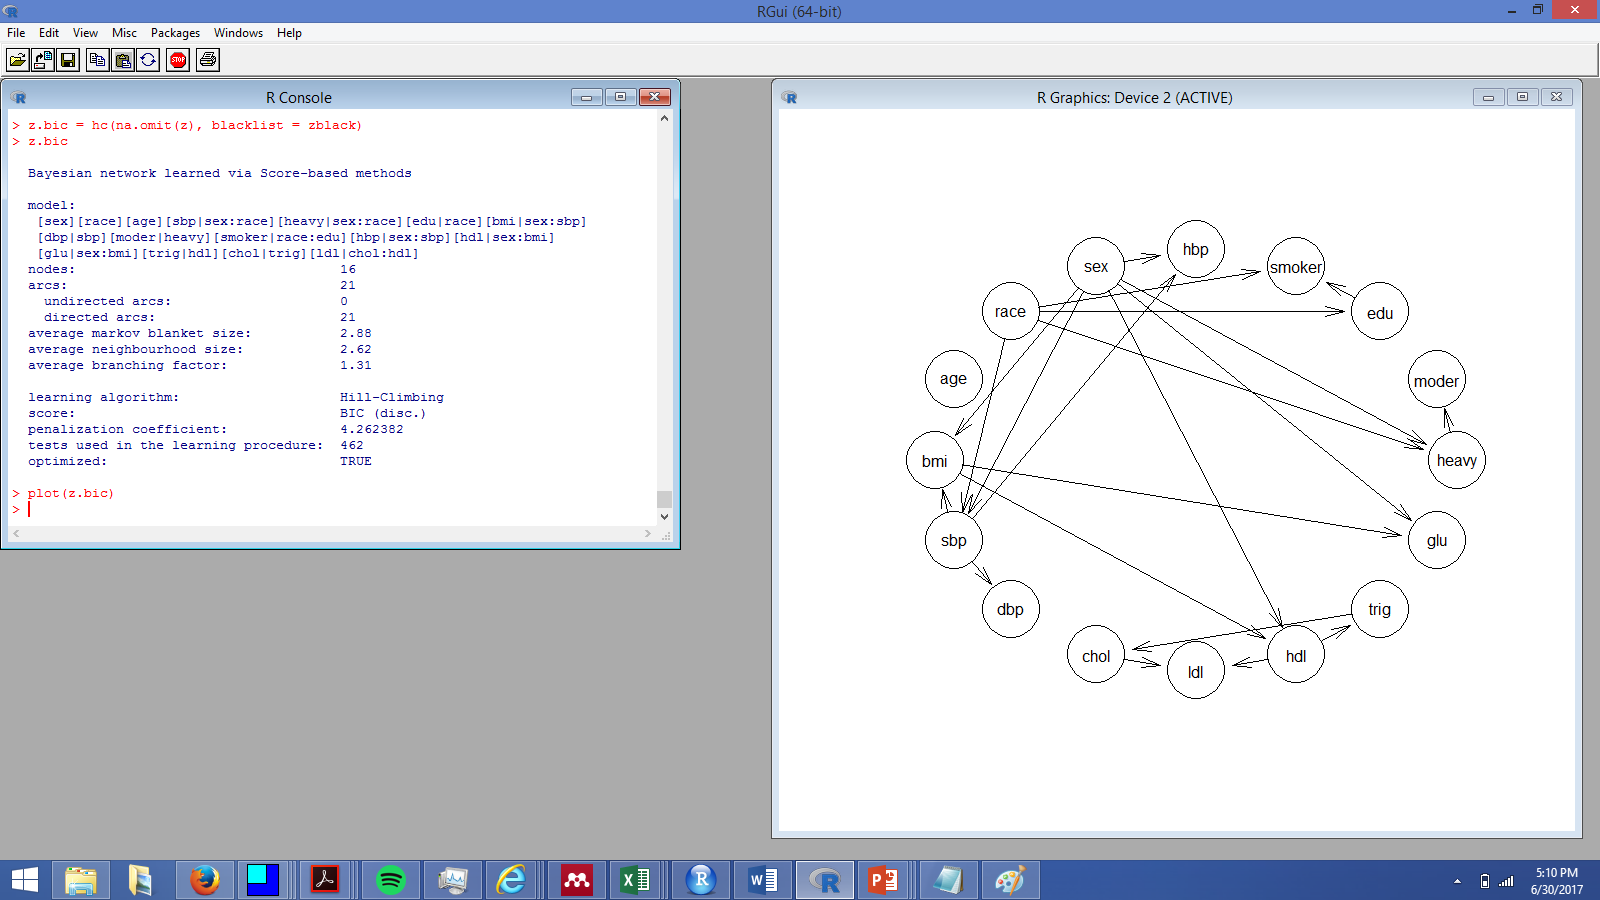 RGui (64-bit)
File Edit View Misc Packages Windows Help
STOP
R Console
> z.bic = hc(na.omit(z), blacklist = zblack)
> z.bic
Bayesian network learned via Score-based methods
model:
[sex][race][age][sbp|sex:race][heavy|sex:race][edu|race][bmi|sex:sbp]
[dbp|sbp][moder|heavy][smoker|race:edu][hbp|sex:sbp][hdl|sex:bmi]
[glu|sex:bmi][trig|hdl][chol|trig][ldl|chol:hdl]
nodes: 16
arcs: 21
undirected arcs: 0
directed arcs: 21
average markov blanket size: 2.88
average neighbourhood size: 2.62
average branching factor: 1.31
learning algorithm: Hill-Climbing
score: BIC (disc.)
penalization coefficient: 4.262382
tests used in the learning procedure: 462
optimized: TRUE
> plot(z.bic)
>
R Graphics: Device 2 (ACTIVE)
hbp
sex
smoker
race
edu
age
moder
bmi
heavy
sbp
glu
dbp
trig
chol
ldl
hdl
5:10 PM
6/30/2017